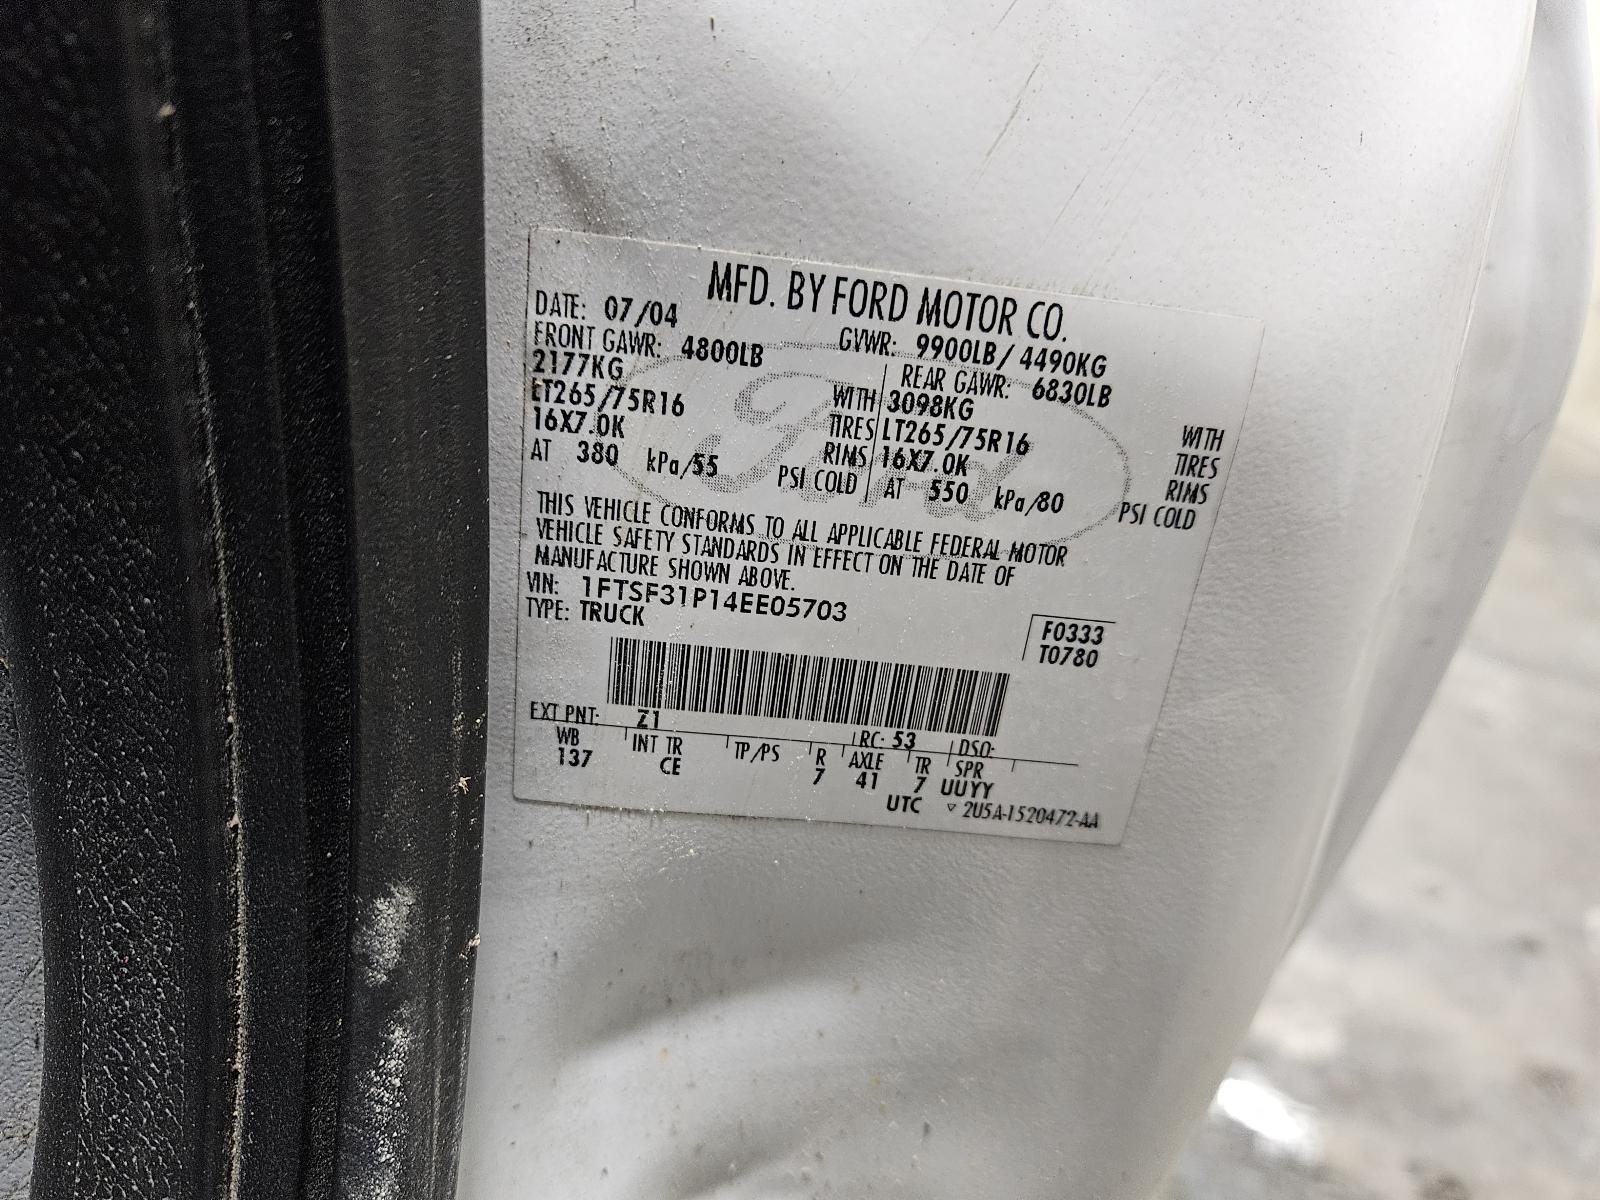 MFD. BY FORD MOTOR CO.
DATE: 07/04 GVWR: 9900LB/ 4490KG
FRONT GAWR: 4800LB REAR GAWR: 6830LB
2177KG WITH 3098KG WITH
LT265/75R16 TIRES LT265/75R16 TIRES
16X7.0K RIMS 16X7.0K RIMS
AT 380 kPa/55 PSI COLD AT 550 kPa/80 PSI COLD
THIS VEHICLE CONFORMS TO ALL APPLICABLE FEDERAL MOTOR
VEHICLE SAFETY STANDARDS IN EFFECT ON THE DATE OF
MANUFACTURE SHOWN ABOVE.
VIN: 1FTSF31P14EE05703
TYPE: TRUCK
F0333
T0780
EXT PNT: Z1 RC: 53 DSO:
WB INT TR TP/PS R AXLE TR SPR
137 CE 7 41 7 UUYY
UTC ▽ 2U5A-1520472-AA
Ford